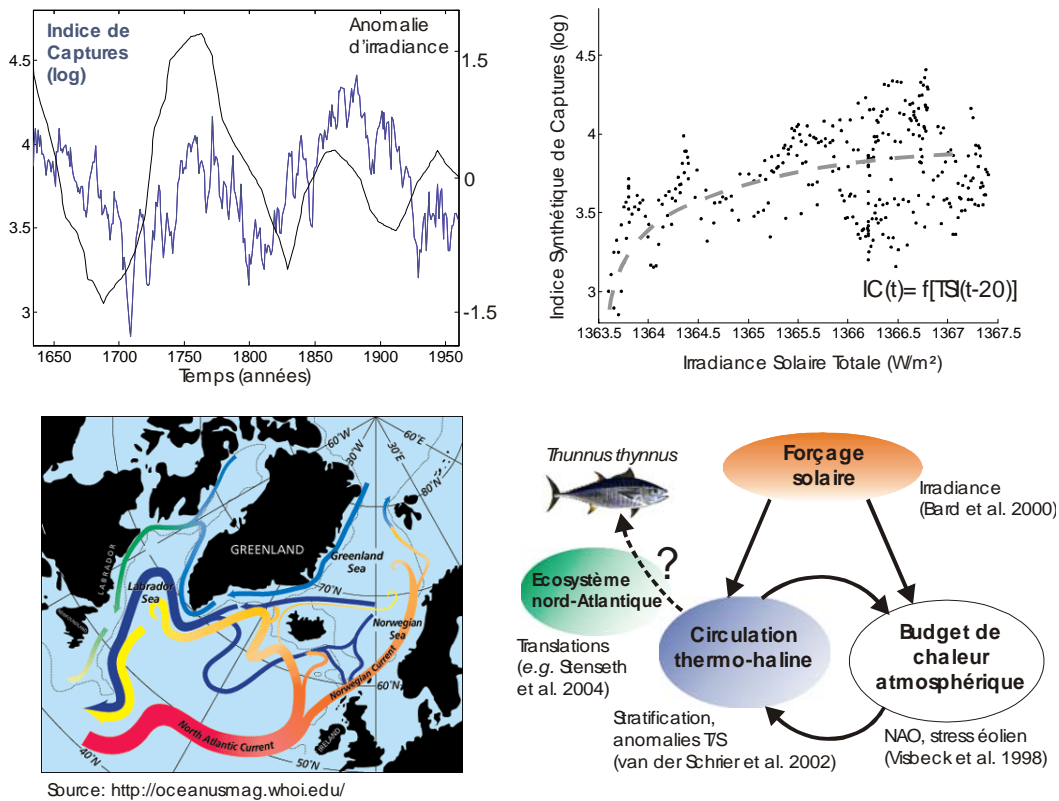 Indice de
Captures
(log)
Anomalie
d'irradiance
4.5
4
3.5
3
1.5
0
-1.5
1650
1700
1750
1800
1850
1900
1950
Temps (années)
Indice Synthétique de Captures (log)
4.5
4
3.5
3
IC(t)= f[TSI(t-20)]
1363.5
1364
1364.5
1365
1365.5
1366
1366.5
1367
1367.5
Irradiance Solaire Totale (W/m²)
60°W
30°W
60°E
30°E
80°N
GREENLAND
Greenland
Sea
LABRADOR
Labrador
Sea
70°N
Norwegian
Sea
Norwegian Current
60°N
North Atlantic Current
IRELAND
50°N
40°N
Source: http://oceanusmag.whoi.edu/
Thunnus thynnus
Forçage
solaire
Irradiance
(Bard et al. 2000)
?
Ecosystème
nord-Atlantique
Translations
(e.g. Stenseth
et al. 2004)
Circulation
thermo-haline
Budget de
chaleur
atmosphérique
Stratification,
anomalies T/S
(van der Schrier et al. 2002)
NAO, stress éolien
(Visbeck et al. 1998)